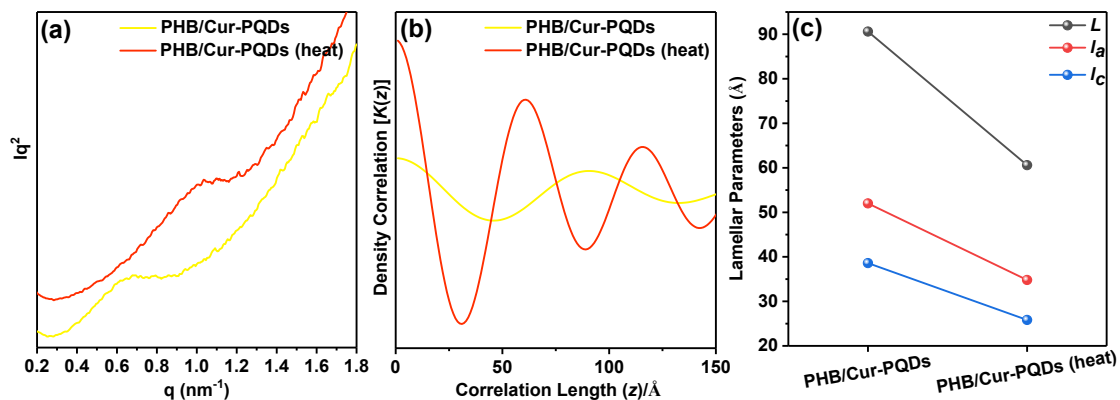 (a)
PHB/Cur-PQDs
PHB/Cur-PQDs (heat)
Iq²
0.2 0.4 0.6 0.8 1.0 1.2 1.4 1.6 1.8
q (nm⁻¹)
(b)
PHB/Cur-PQDs
PHB/Cur-PQDs (heat)
Density Correlation [K(z)]
0 50 100 150
Correlation Length (z)/Å
(c)
L
lₐ
l_C
Lamellar Parameters (Å)
90
80
70
60
50
40
30
20
PHB/Cur-PQDs
PHB/Cur-PQDs (heat)